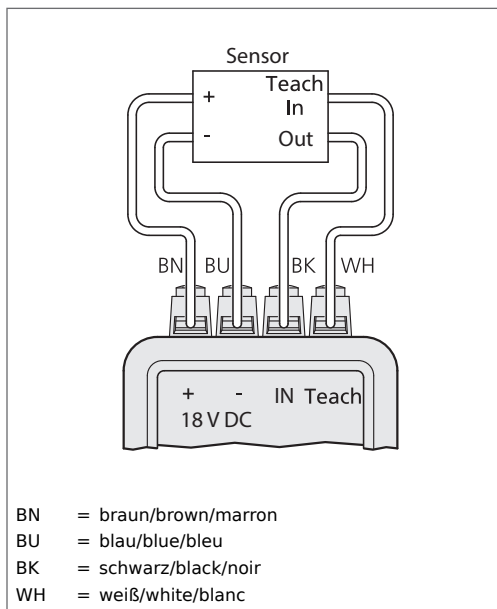 Sensor
+ Teach
In
- Out
BN BU BK WH
+ - IN Teach
18 V DC
BN = braun/brown/marron
BU = blau/blue/bleu
BK = schwarz/black/noir
WH = weiß/white/blanc